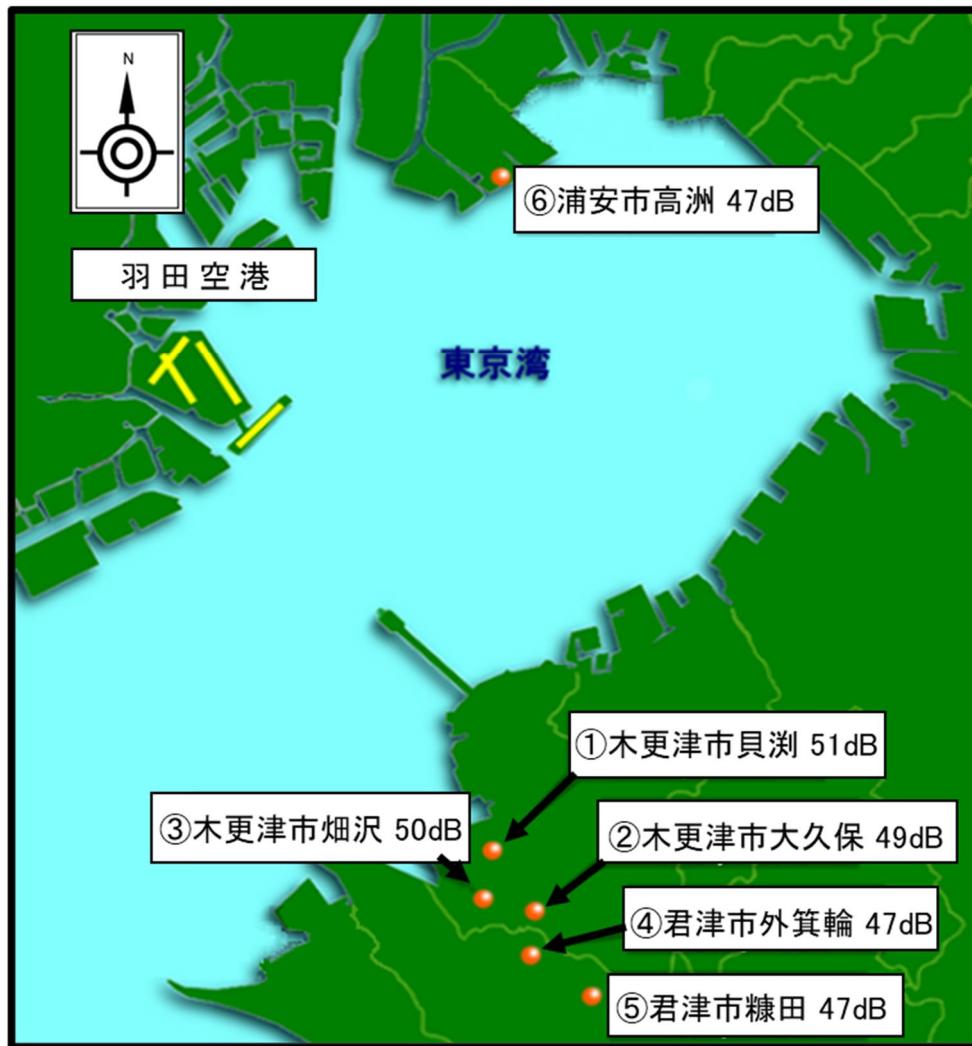 N
⑥浦安市高洲 47dB
羽田空港
東京湾
①木更津市貝渕 51dB
③木更津市畑沢 50dB
②木更津市大久保 49dB
④君津市外箕輪 47dB
⑤君津市糠田 47dB